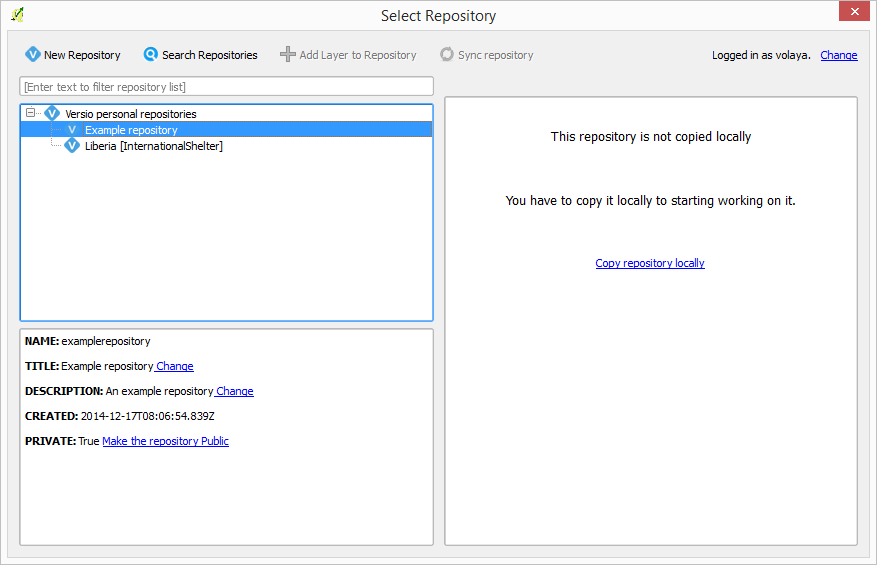 Select Repository
New Repository Search Repositories Add Layer to Repository Sync repository Logged in as volaya. Change
[Enter text to filter repository list]
Versio personal repositories
Example repository
Liberia [InternationalShelter]
NAME: examplerepository
TITLE: Example repository Change
DESCRIPTION: An example repository Change
CREATED: 2014-12-17T08:06:54.839Z
PRIVATE: True Make the repository Public
This repository is not copied locally
You have to copy it locally to starting working on it.
Copy repository locally